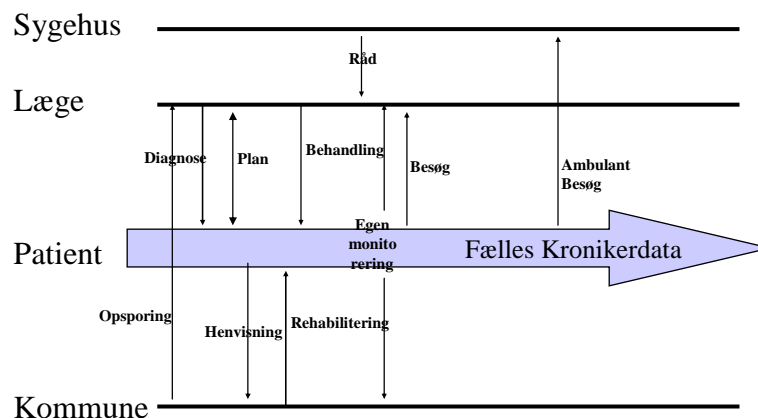 Sygehus
Råd
Læge
Diagnose
Plan
Behandling
Besøg
Ambulant
Besøg
Egen
monito
rering
Patient
Fælles Kronikerdata
Opsporing
Henvisning
Rehabilitering
Kommune